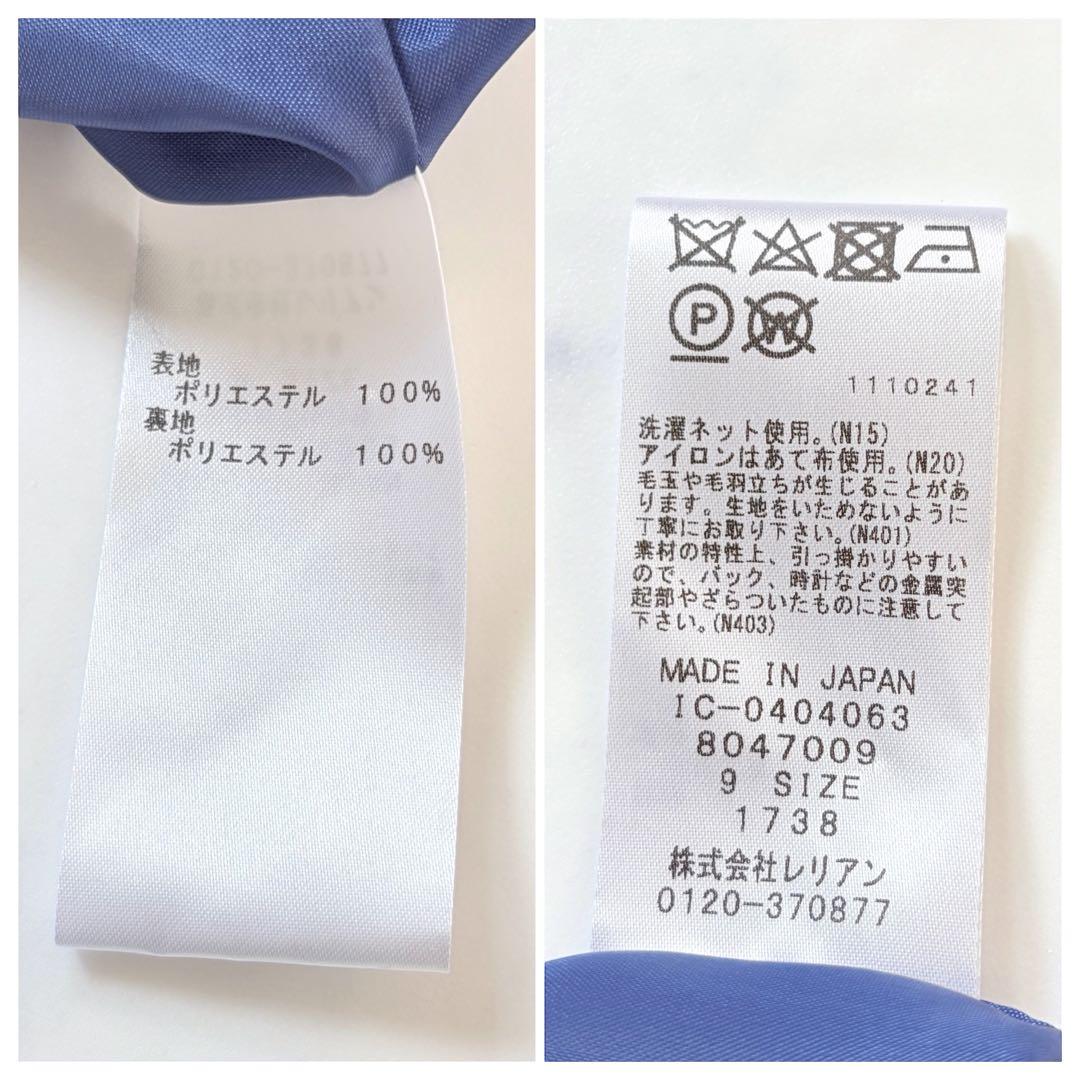 表地
ポリエステル 100%
裏地
ポリエステル 100%
P
W
1110241
洗濯ネット使用。(N15)
アイロンはあて布使用。(N20)
毛玉や毛羽立ちが生じることがあ
ります。生地をいためないように
丁寧にお取り下さい。(N401)
素材の特性上、引っ掛かりやすい
ので、バック、時計などの金属突
起部やざらついたものに注意して
下さい。(N403)
MADE IN JAPAN
IC-0404063
8047009
9 SIZE
1738
株式会社レリアン
0120-370877